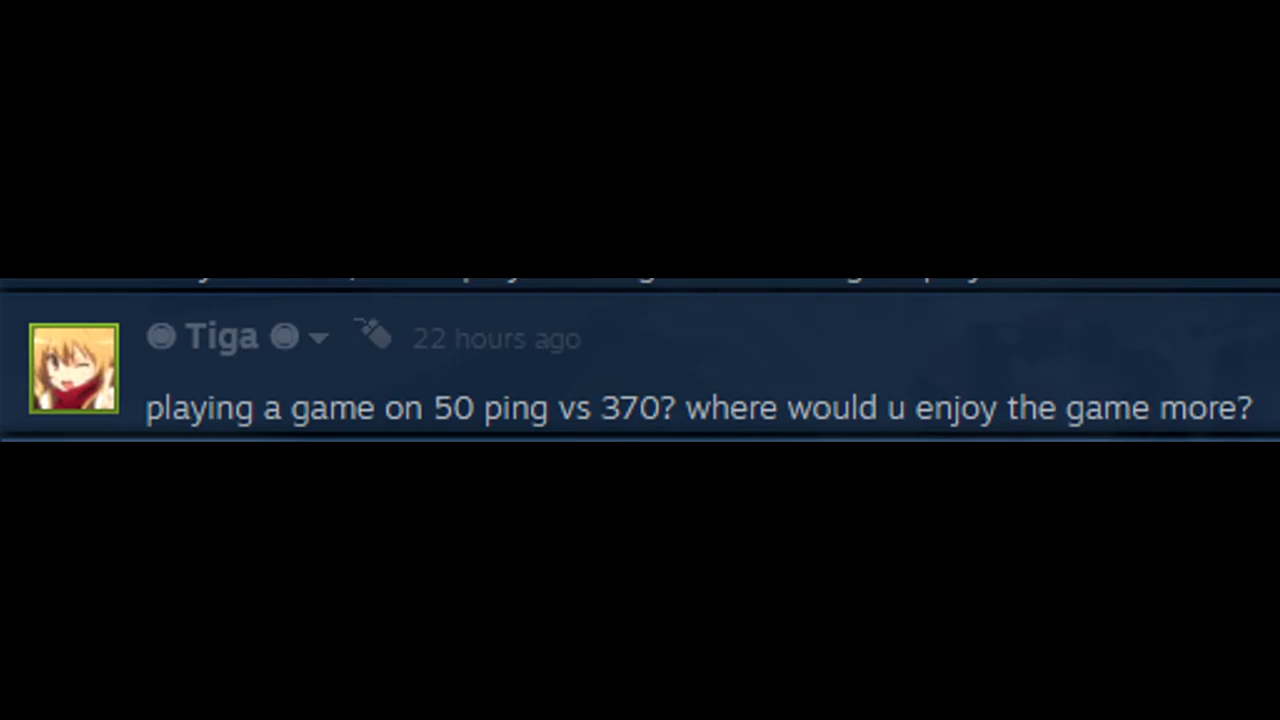 ◉ Tiga ◉ 22 hours ago
playing a game on 50 ping vs 370? where would u enjoy the game more?